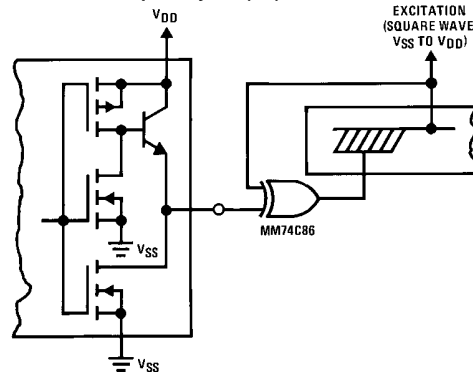 VDD
EXCITATION
(SQUARE WAVE
VSS TO VDD)
MM74C86
VSS
VSS